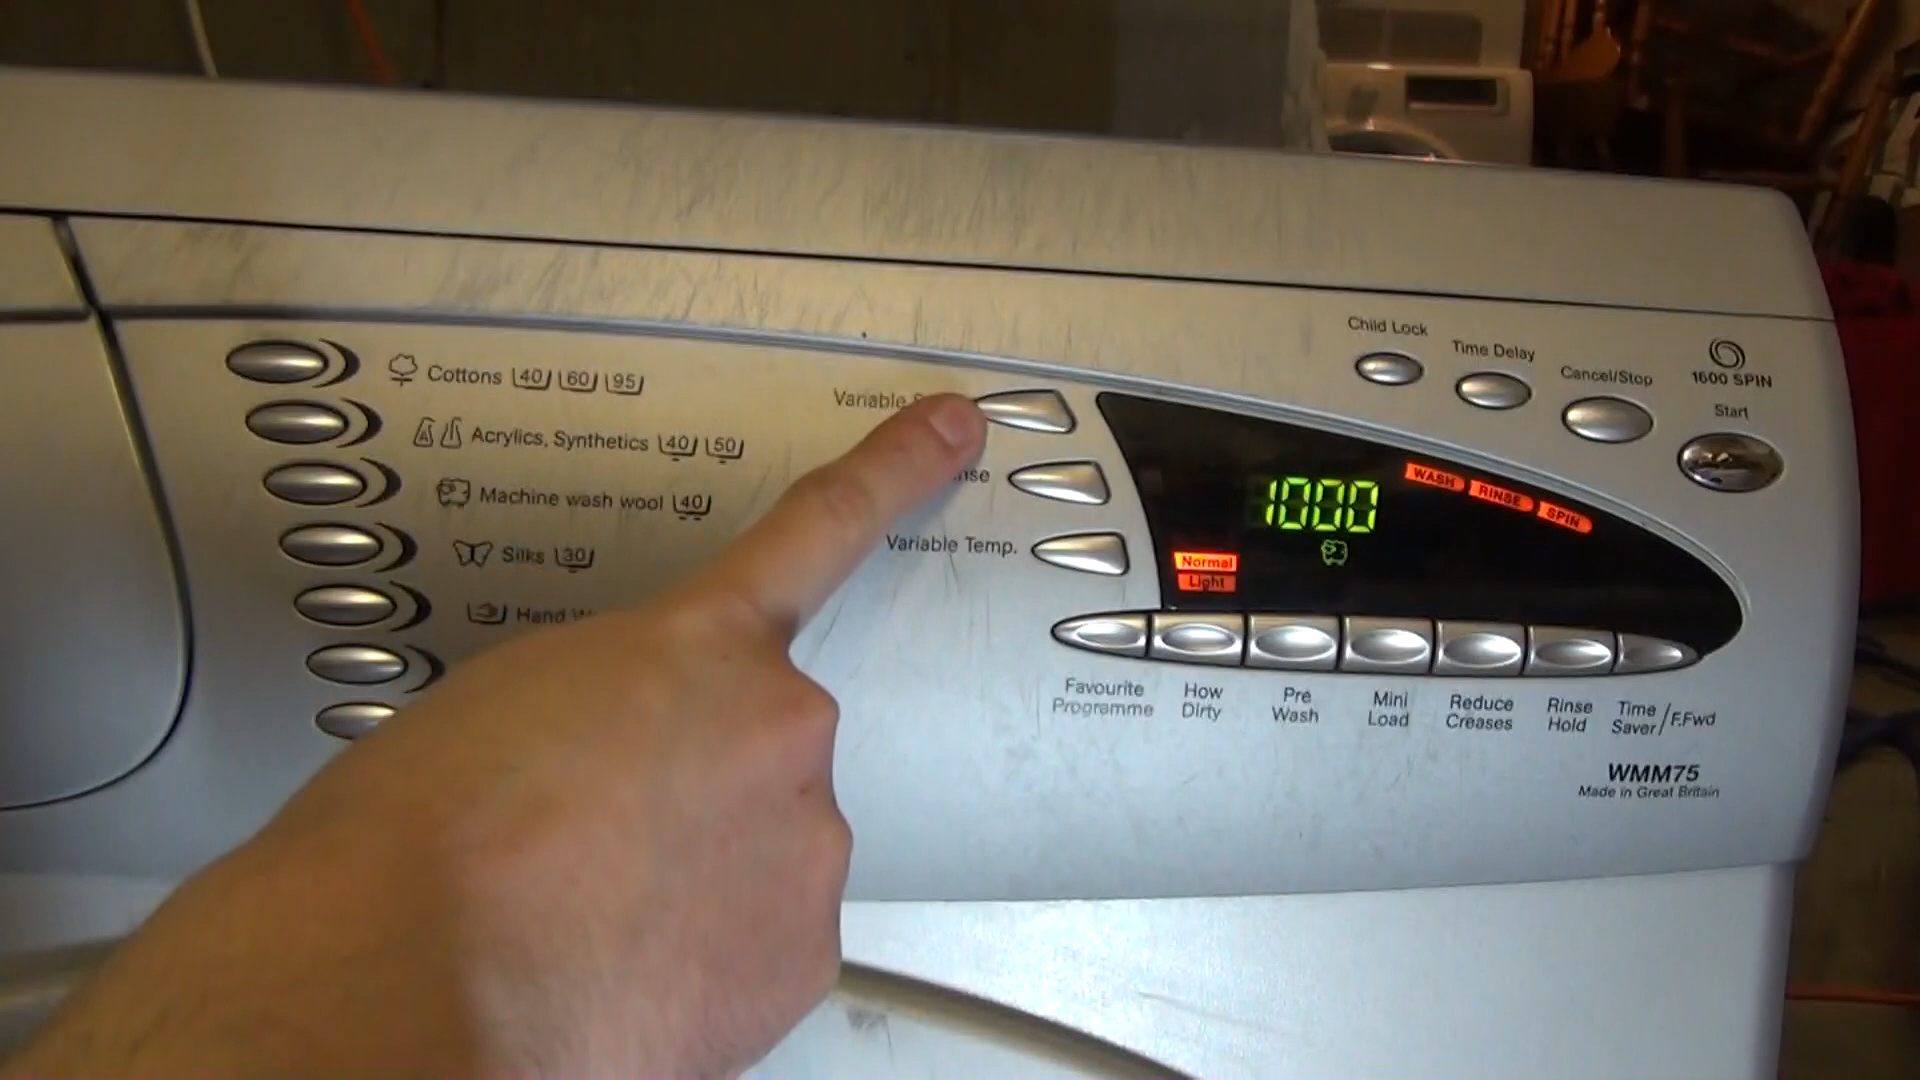 Cottons 40 60 95
Acrylics, Synthetics 40 50
Machine wash wool 40
Silks 30
Hand
Variable
Variable Temp.
1000
WASH RINSE SPIN
Normal
Light
Child Lock
Time Delay
Cancel/Stop
1600 SPIN
Start
Favourite
Programme
How
Dirty
Pre
Wash
Mini
Load
Reduce
Creases
Rinse
Hold
Time
Saver/F.Fwd
WMM75
Made in Great Britain